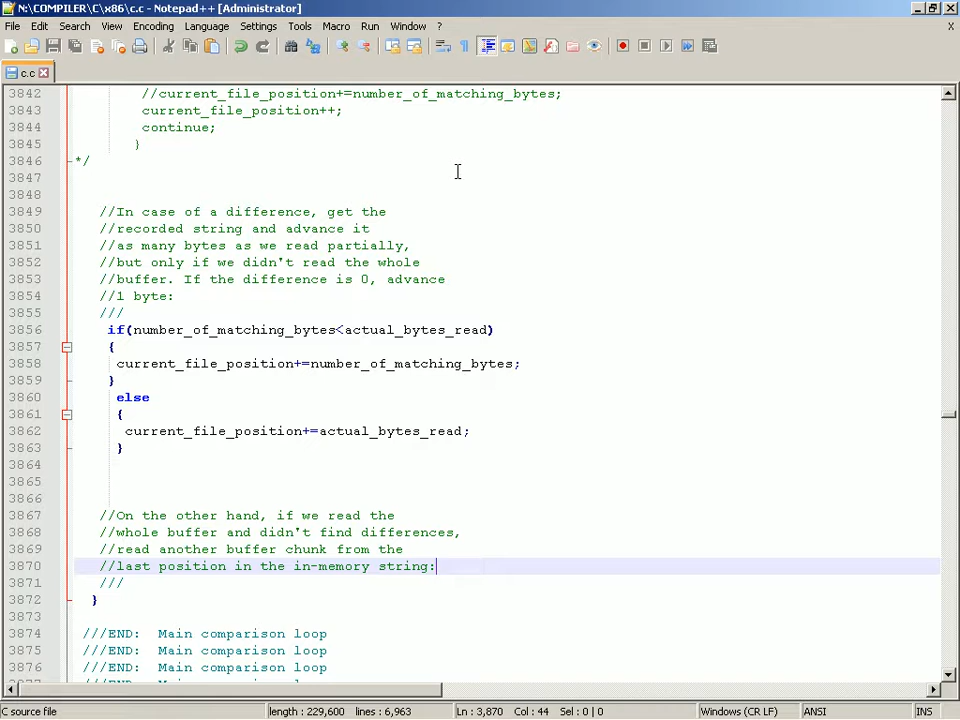 N:\COMPILER\C\x86\c.c - Notepad++ [Administrator]
File Edit Search View Encoding Language Settings Tools Macro Run Window ? X
c.c
3842 //current_file_position+=number_of_matching_bytes;
3843 current_file_position++;
3844 continue;
3845 }
3846 */
3847
3848
3849 //In case of a difference, get the
3850 //recorded string and advance it
3851 //as many bytes as we read partially,
3852 //but only if we didn't read the whole
3853 //buffer. If the difference is 0, advance
3854 //1 byte:
3855 ///
3856 if(number_of_matching_bytes<actual_bytes_read)
3857 {
3858 current_file_position+=number_of_matching_bytes;
3859 }
3860 else
3861 {
3862 current_file_position+=actual_bytes_read;
3863 }
3864
3865
3866
3867 //On the other hand, if we read the
3868 //whole buffer and didn't find differences,
3869 //read another buffer chunk from the
3870 //last position in the in-memory string:
3871 ///
3872 }
3873
3874 ///END: Main comparison loop
3875 ///END: Main comparison loop
3876 ///END: Main comparison loop
3877 ///END: Main comparison loop
C source file length : 229,600 lines : 6,963 Ln : 3,870 Col : 44 Sel : 0 | 0 Windows (CR LF) ANSI INS